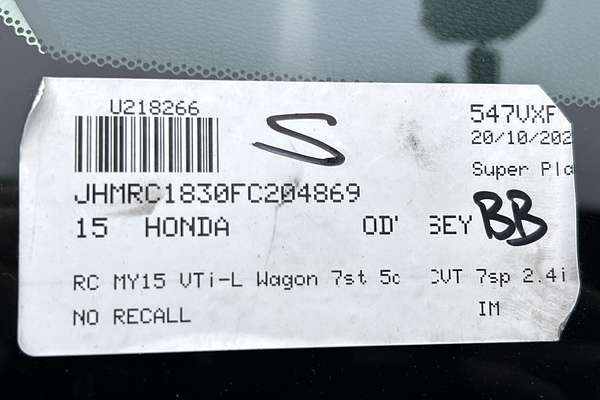 U218266
S
547VXF
20/10/202
Super Pla
JHMRC1830FC204869
15 HONDA OD' SEY BB
RC MY15 VTi-L Wagon 7st 5d CVT 7sp 2.4i
NO RECALL IM